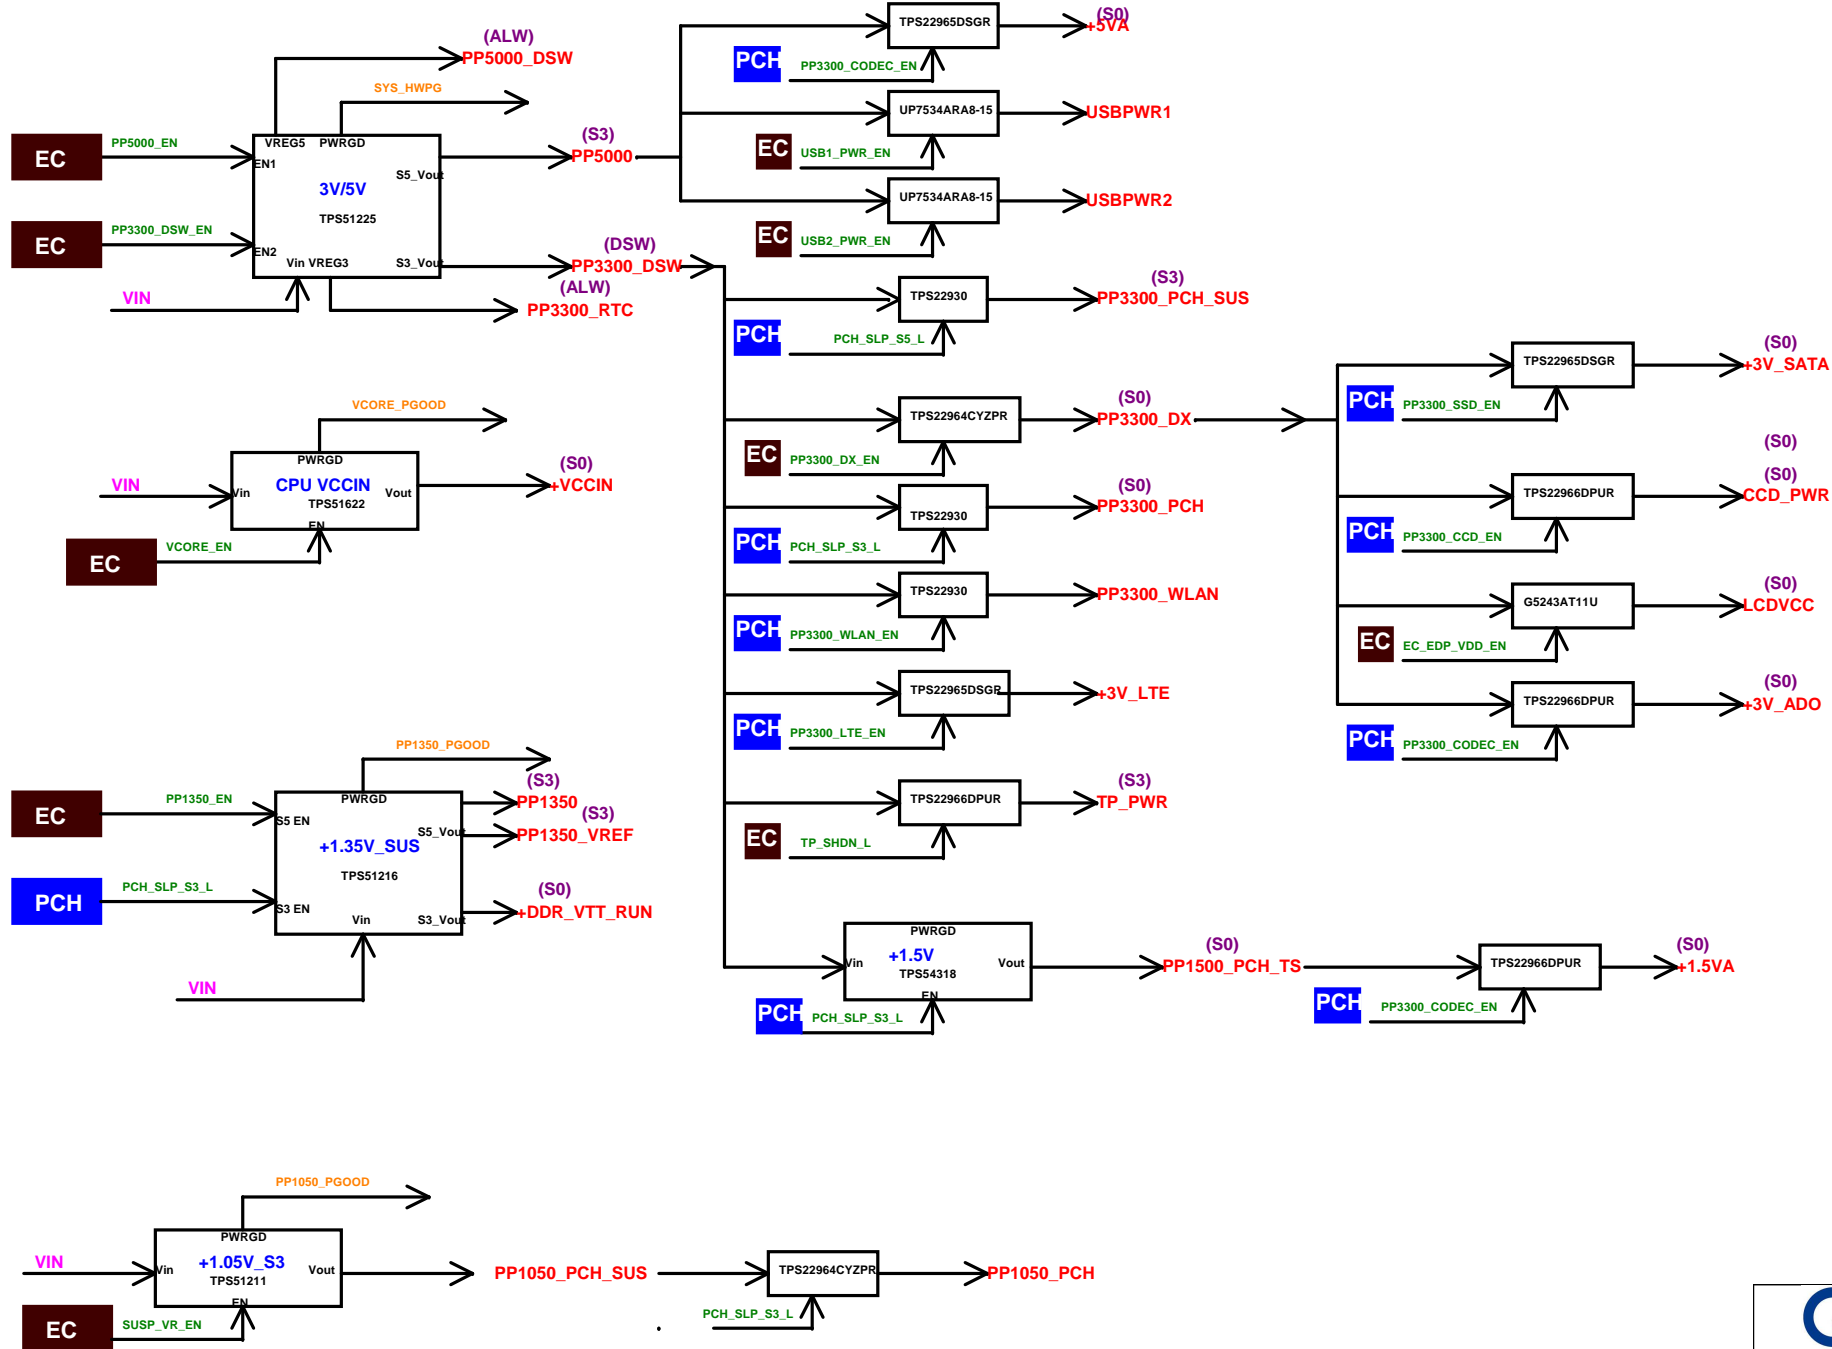 (ALW)
PP5000_DSW
SYS_HWPG
EC
PP5000_EN
VREG5 PWRGD
EN1
S5_Vout
3V/5V
TPS51225
EC
PP3300_DSW_EN
EN2
Vin VREG3
S3_Vout
VIN
(S3)
PP5000
(DSW)
PP3300_DSW
(ALW)
PP3300_RTC
TPS22965DSGR
(S0)
+5VA
PCH
PP3300_CODEC_EN
UP7534ARA8-15
USBPWR1
EC
USB1_PWR_EN
UP7534ARA8-15
USBPWR2
EC
USB2_PWR_EN
TPS22930
(S3)
PP3300_PCH_SUS
PCH
PCH_SLP_S5_L
TPS22964CYZPR
(S0)
PP3300_DX
EC
PP3300_DX_EN
TPS22930
(S0)
PP3300_PCH
PCH
PCH_SLP_S3_L
TPS22930
PP3300_WLAN
PCH
PP3300_WLAN_EN
TPS22965DSGR
+3V_LTE
PCH
PP3300_LTE_EN
TPS22966DPUR
(S3)
TP_PWR
EC
TP_SHDN_L
TPS22965DSGR
(S0)
+3V_SATA
PCH
PP3300_SSD_EN
(S0)
TPS22966DPUR
(S0)
CCD_PWR
PCH
PP3300_CCD_EN
G5243AT11U
(S0)
LCDVCC
EC
EC_EDP_VDD_EN
TPS22966DPUR
(S0)
+3V_ADO
PCH
PP3300_CODEC_EN
VCORE_PGOOD
PWRGD
VIN
Vin
CPU VCCIN
Vout
TPS51622
EN
(S0)
+VCCIN
EC
VCORE_EN
PP1350_PGOOD
EC
PP1350_EN
PWRGD
S5 EN
S5_Vout
+1.35V_SUS
TPS51216
PCH
PCH_SLP_S3_L
S3 EN
Vin
S3_Vout
VIN
(S3)
PP1350
(S3)
PP1350_VREF
(S0)
+DDR_VTT_RUN
PWRGD
Vin
+1.5V
Vout
TPS54318
EN
PCH
PCH_SLP_S3_L
(S0)
PP1500_PCH_TS
TPS22966DPUR
(S0)
+1.5VA
PCH
PP3300_CODEC_EN
PP1050_PGOOD
PWRGD
VIN
Vin
+1.05V_S3
Vout
TPS51211
EN
EC
SUSP_VR_EN
PP1050_PCH_SUS
TPS22964CYZPR
PP1050_PCH
PCH_SLP_S3_L